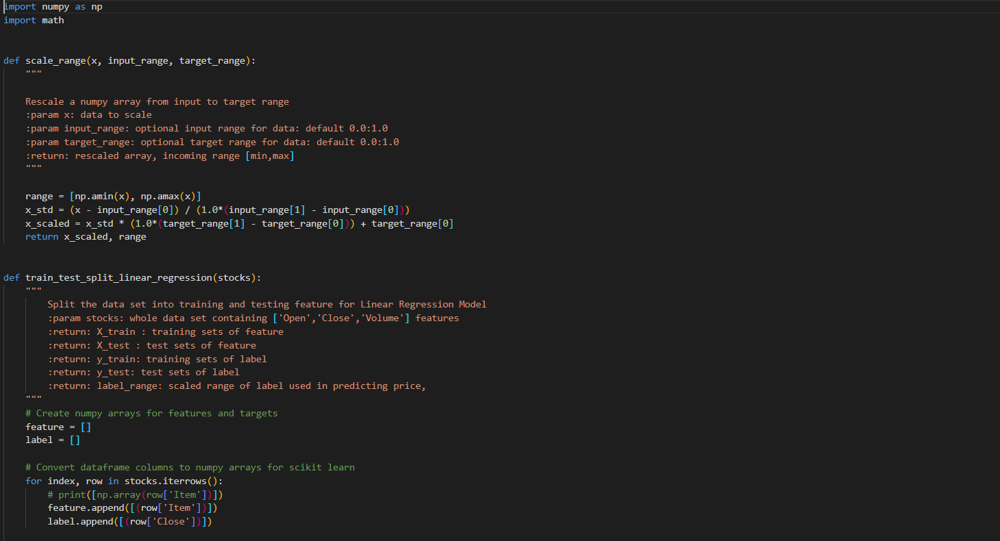 import numpy as np
import math
def scale_range(x, input_range, target_range):
    """
    Rescale a numpy array from input to target range
    :param x: data to scale
    :param input_range: optional input range for data: default 0.0:1.0
    :param target_range: optional target range for data: default 0.0:1.0
    :return: rescaled array, incoming range [min,max]
    """
    range = [np.amin(x), np.amax(x)]
    x_std = (x - input_range[0]) / (1.0*(input_range[1] - input_range[0]))
    x_scaled = x_std * (1.0*(target_range[1] - target_range[0])) + target_range[0]
    return x_scaled, range
def train_test_split_linear_regression(stocks):
    """
        Split the data set into training and testing feature for Linear Regression Model
        :param stocks: whole data set containing ['Open','Close','Volume'] features
        :return: X_train : training sets of feature
        :return: X_test : test sets of feature
        :return: y_train: training sets of label
        :return: y_test: test sets of label
        :return: label_range: scaled range of label used in predicting price,
    """
    # Create numpy arrays for features and targets
    feature = []
    label = []
    # Convert dataframe columns to numpy arrays for scikit learn
    for index, row in stocks.iterrows():
        # print([np.array(row['Item'])])
        feature.append([(row['Item'])])
        label.append([(row['Close'])])